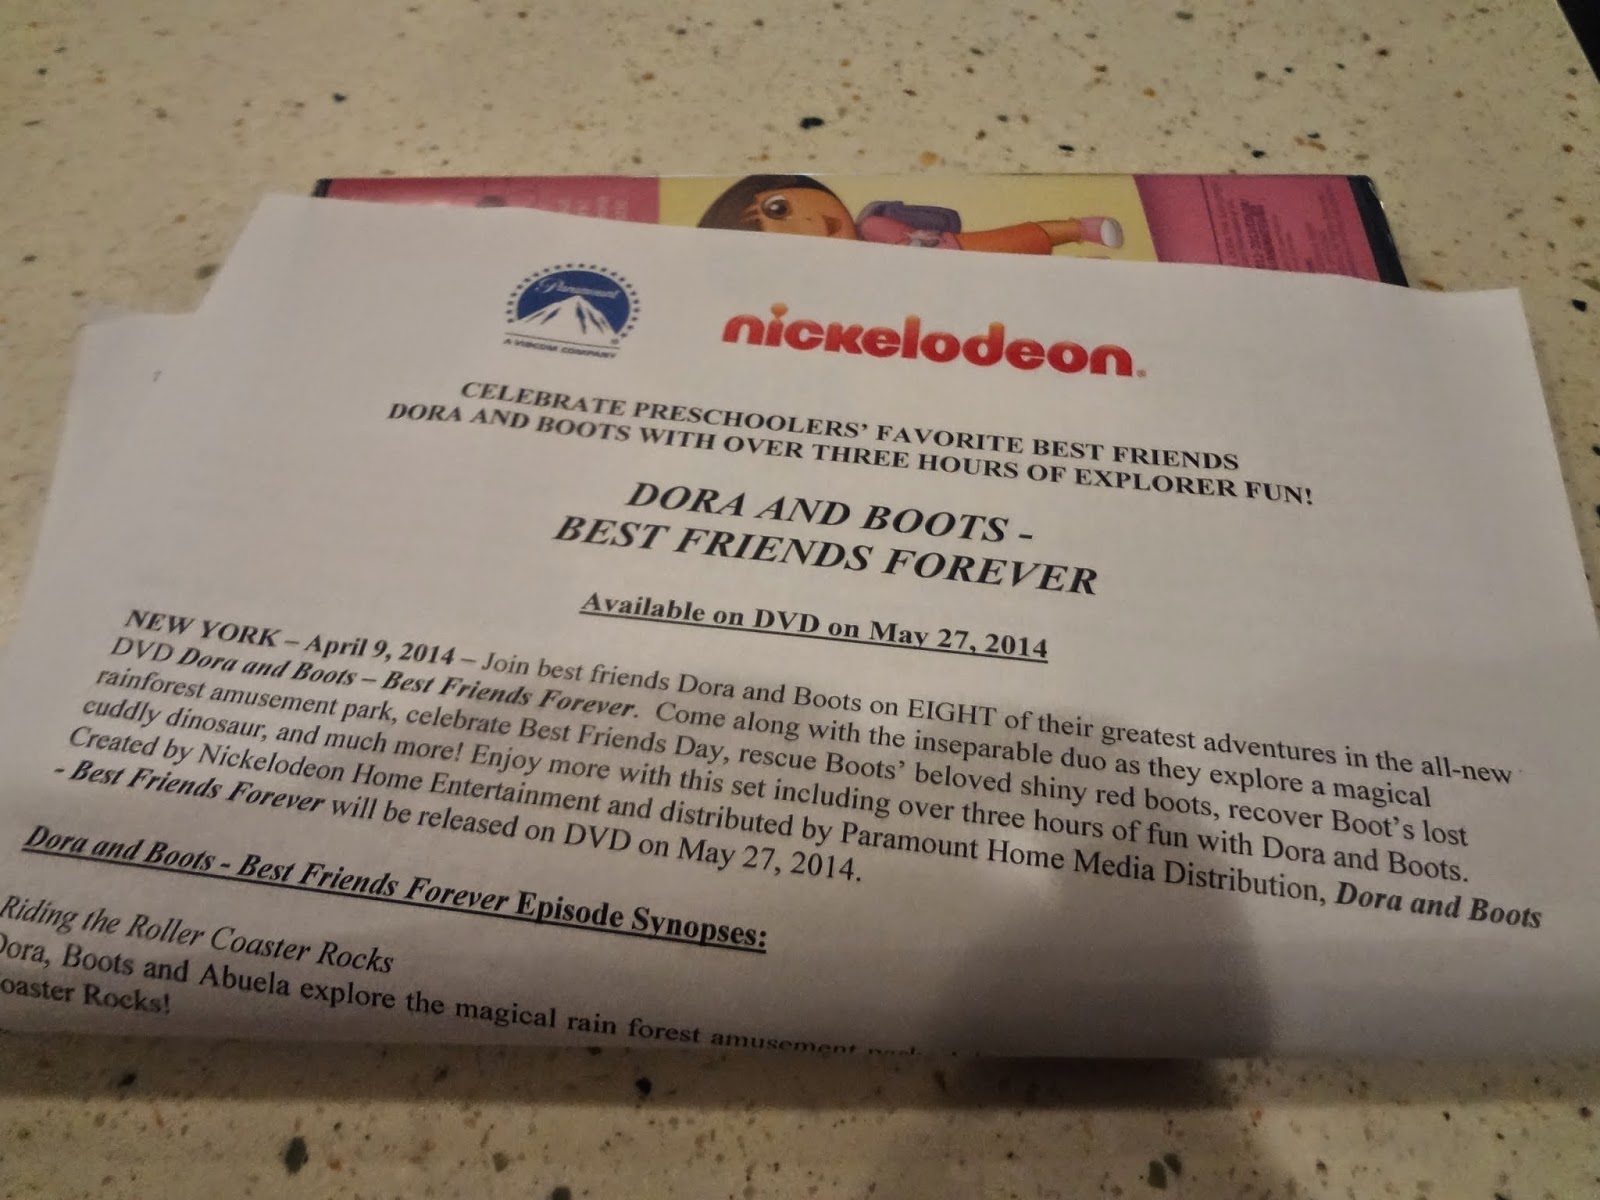 Paramount
A VIACOM COMPANY
nickelodeon
CELEBRATE PRESCHOOLERS' FAVORITE BEST FRIENDS
DORA AND BOOTS WITH OVER THREE HOURS OF EXPLORER FUN!
DORA AND BOOTS -
BEST FRIENDS FOREVER
Available on DVD on May 27, 2014
NEW YORK – April 9, 2014 – Join best friends Dora and Boots on EIGHT of their greatest adventures in the all-new
DVD Dora and Boots – Best Friends Forever. Come along with the inseparable duo as they explore a magical
rainforest amusement park, celebrate Best Friends Day, rescue Boots' beloved shiny red boots, recover Boot's lost
cuddly dinosaur, and much more! Enjoy more with this set including over three hours of fun with Dora and Boots.
Created by Nickelodeon Home Entertainment and distributed by Paramount Home Media Distribution, Dora and Boots
- Best Friends Forever will be released on DVD on May 27, 2014.
Dora and Boots - Best Friends Forever Episode Synopses:
Riding the Roller Coaster Rocks
Dora, Boots and Abuela explore the magical rain forest amusement
oaster Rocks!